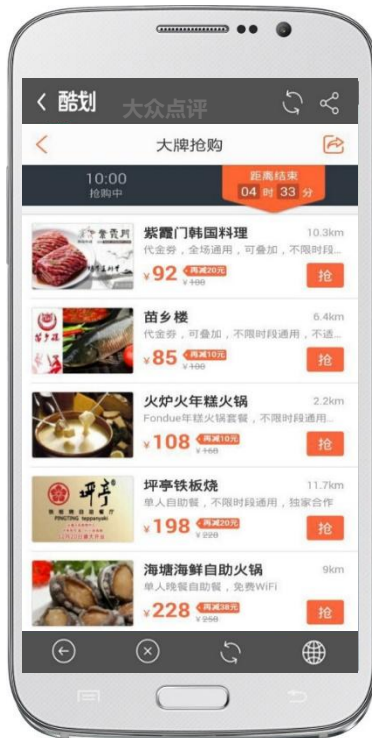 酷划
大众点评
大牌抢购
10:00
抢购中
距离结束
04 时 33 分
紫霞门韩国料理
10.3km
代金券，全场通用，可叠加，不限时段...
¥92 再减20元
¥100
抢
苗乡楼
6.4km
代金券，可叠加，不限时段通用，不适...
¥85 再减10元
¥100
抢
火炉火年糕火锅
2.2km
Fondue年糕火锅套餐，不限时段通用...
¥108 再减10元
¥168
抢
坪亭铁板烧
11.7km
单人自助餐，不限时段通用，独家合作
¥198 再减20元
¥228
抢
坪亭
PINGTING teppanyaki
海塘海鲜自助火锅
9km
单人晚餐自助餐，免费WiFi
¥228 再减38元
¥258
抢